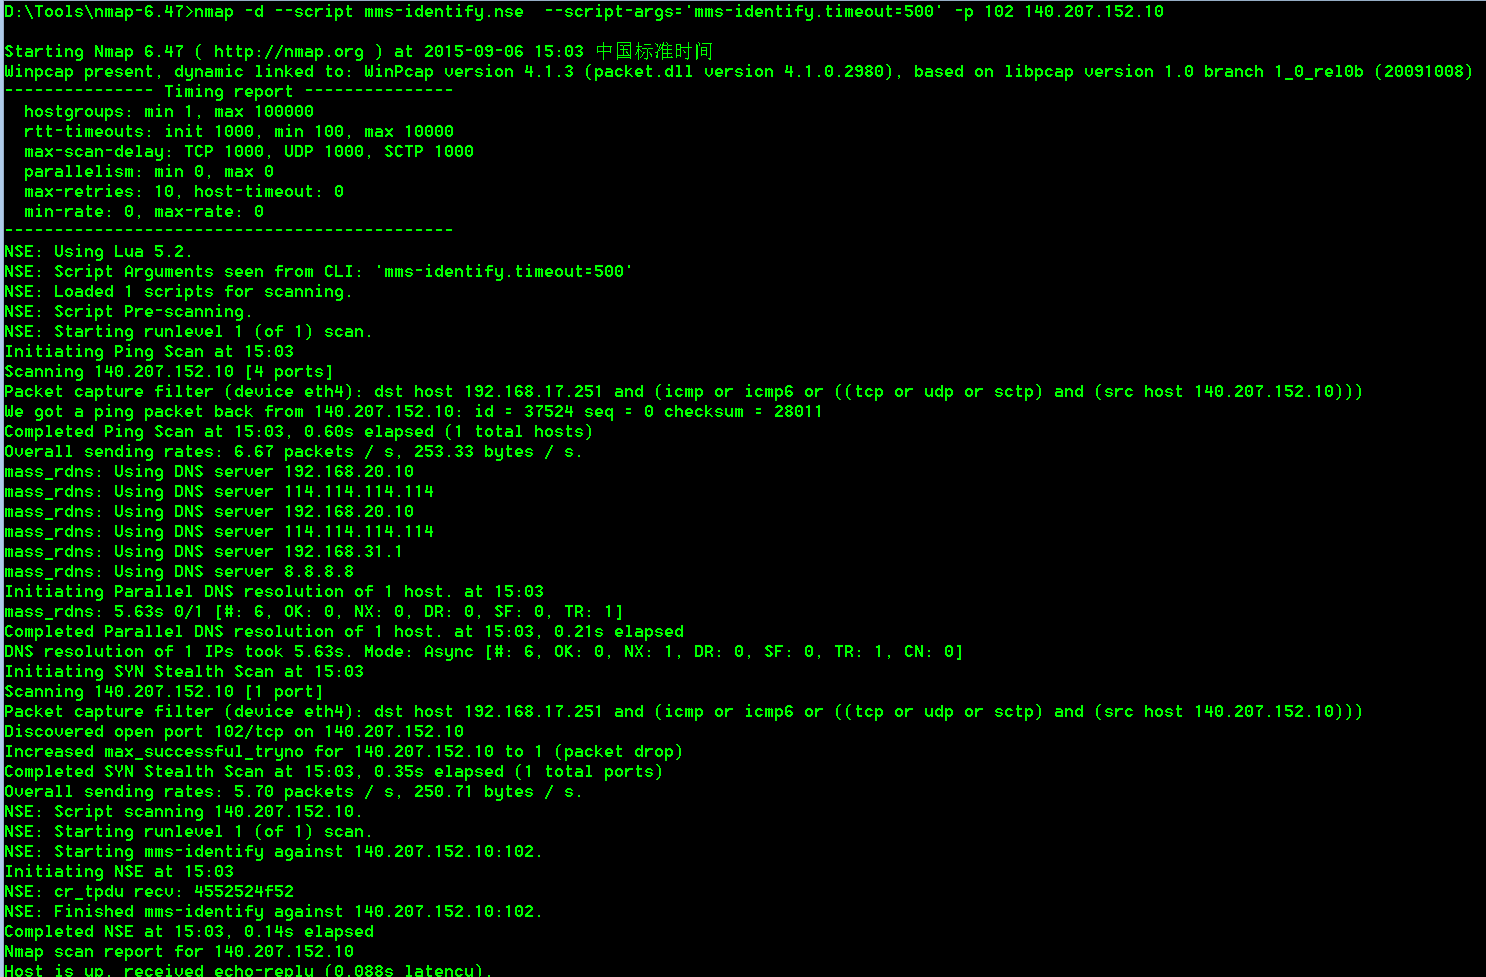 D:\Tools\nmap-6.47>nmap -d --script mms-identify.nse  --script-args='mms-identify.timeout=500' -p 102 140.207.152.10
Starting Nmap 6.47 ( http://nmap.org ) at 2015-09-06 15:03 中国标准时间
Winpcap present, dynamic linked to: WinPcap version 4.1.3 (packet.dll version 4.1.0.2980), based on libpcap version 1.0 branch 1_0_rel0b (20091008)
--------------- Timing report ---------------
  hostgroups: min 1, max 100000
  rtt-timeouts: init 1000, min 100, max 10000
  max-scan-delay: TCP 1000, UDP 1000, SCTP 1000
  parallelism: min 0, max 0
  max-retries: 10, host-timeout: 0
  min-rate: 0, max-rate: 0
---------------------------------------------
NSE: Using Lua 5.2.
NSE: Script Arguments seen from CLI: 'mms-identify.timeout=500'
NSE: Loaded 1 scripts for scanning.
NSE: Script Pre-scanning.
NSE: Starting runlevel 1 (of 1) scan.
Initiating Ping Scan at 15:03
Scanning 140.207.152.10 [4 ports]
Packet capture filter (device eth4): dst host 192.168.17.251 and (icmp or icmp6 or ((tcp or udp or sctp) and (src host 140.207.152.10)))
We got a ping packet back from 140.207.152.10: id = 37524 seq = 0 checksum = 28011
Completed Ping Scan at 15:03, 0.60s elapsed (1 total hosts)
Overall sending rates: 6.67 packets / s, 253.33 bytes / s.
mass_rdns: Using DNS server 192.168.20.10
mass_rdns: Using DNS server 114.114.114.114
mass_rdns: Using DNS server 192.168.20.10
mass_rdns: Using DNS server 114.114.114.114
mass_rdns: Using DNS server 192.168.31.1
mass_rdns: Using DNS server 8.8.8.8
Initiating Parallel DNS resolution of 1 host. at 15:03
mass_rdns: 5.63s 0/1 [#: 6, OK: 0, NX: 0, DR: 0, SF: 0, TR: 1]
Completed Parallel DNS resolution of 1 host. at 15:03, 0.21s elapsed
DNS resolution of 1 IPs took 5.63s. Mode: Async [#: 6, OK: 0, NX: 1, DR: 0, SF: 0, TR: 1, CN: 0]
Initiating SYN Stealth Scan at 15:03
Scanning 140.207.152.10 [1 port]
Packet capture filter (device eth4): dst host 192.168.17.251 and (icmp or icmp6 or ((tcp or udp or sctp) and (src host 140.207.152.10)))
Discovered open port 102/tcp on 140.207.152.10
Increased max_successful_tryno for 140.207.152.10 to 1 (packet drop)
Completed SYN Stealth Scan at 15:03, 0.35s elapsed (1 total ports)
Overall sending rates: 5.70 packets / s, 250.71 bytes / s.
NSE: Script scanning 140.207.152.10.
NSE: Starting runlevel 1 (of 1) scan.
NSE: Starting mms-identify against 140.207.152.10:102.
Initiating NSE at 15:03
NSE: cr_tpdu recv: 4552524f52
NSE: Finished mms-identify against 140.207.152.10:102.
Completed NSE at 15:03, 0.14s elapsed
Nmap scan report for 140.207.152.10
Host is up, received echo-reply (0.088s latency).